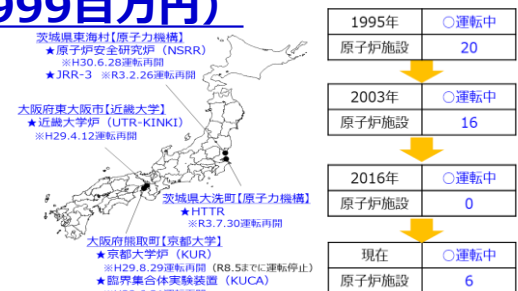 999百万円）
茨城県東海村【原子力機構】
★原子炉安全研究炉（NSRR）
※H30.6.28運転再開
★JRR-3 ※R3.2.26運転再開
大阪府東大阪市【近畿大学】
★近畿大学炉（UTR-KINKI）
※H29.4.12運転再開
茨城県大洗町【原子力機構】
★HTTR
※R3.7.30運転再開
大阪府熊取町【京都大学】
★京都大学炉（KUR）
※H29.8.29運転再開（R8.5までに運転停止）
★臨界集合体実験装置（KUCA）
1995年 ○運転中
原子炉施設 20
2003年 ○運転中
原子炉施設 16
2016年 ○運転中
原子炉施設 0
現在 ○運転中
原子炉施設 6